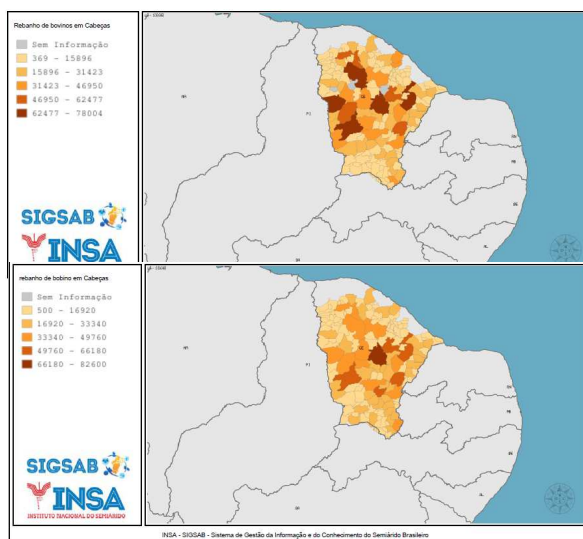 Rebanho de bovinos em Cabeças
Sem Informação
369 - 15896
15896 - 31423
31423 - 46950
46950 - 62477
62477 - 78004
SIGSAB
INSA
PI
rebanho de bobino em Cabeças
Sem Informação
500 - 16920
16920 - 33340
33340 - 49760
49760 - 66180
66180 - 82600
SIGSAB
INSA
INSTITUTO NACIONAL DO SEMIÁRIDO
PI
INSA - SIGSAB - Sistema de Gestão da Informação e do Conhecimento do Semiárido Brasileiro